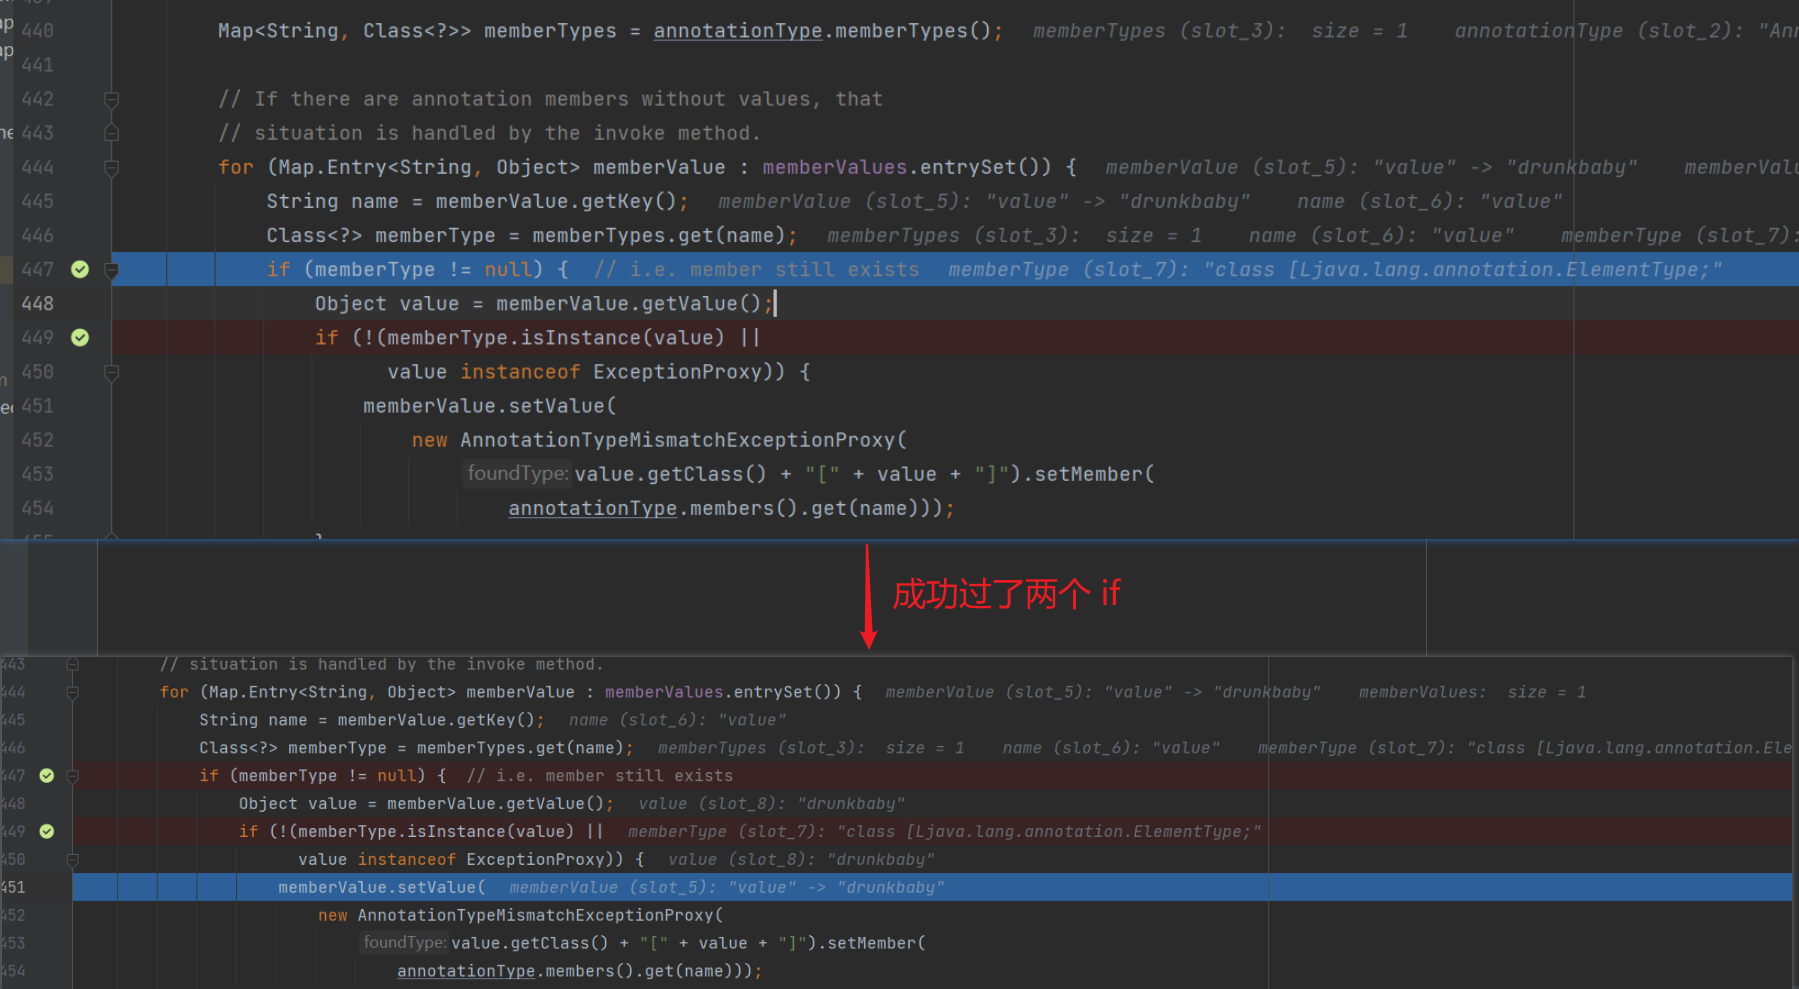 440 Map<String, Class<?>> memberTypes = annotationType.memberTypes(); memberTypes (slot_3): size = 1 annotationType (slot_2): "Ann
441
442 // If there are annotation members without values, that
443 // situation is handled by the invoke method.
444 for (Map.Entry<String, Object> memberValue : memberValues.entrySet()) { memberValue (slot_5): "value" -> "drunkbaby" memberValu
445 String name = memberValue.getKey(); memberValue (slot_5): "value" -> "drunkbaby" name (slot_6): "value"
446 Class<?> memberType = memberTypes.get(name); memberTypes (slot_3): size = 1 name (slot_6): "value" memberType (slot_7):
447 if (memberType != null) { // i.e. member still exists memberType (slot_7): "class [Ljava.lang.annotation.ElementType;"
448 Object value = memberValue.getValue();
449 if (!(memberType.isInstance(value) ||
450 value instanceof ExceptionProxy)) {
451 memberValue.setValue(
452 new AnnotationTypeMismatchExceptionProxy(
453 foundType: value.getClass() + "[" + value + "]").setMember(
454 annotationType.members().get(name)));
成功过了两个 if
443 // situation is handled by the invoke method.
444 for (Map.Entry<String, Object> memberValue : memberValues.entrySet()) { memberValue (slot_5): "value" -> "drunkbaby" memberValues: size = 1
445 String name = memberValue.getKey(); name (slot_6): "value"
446 Class<?> memberType = memberTypes.get(name); memberTypes (slot_3): size = 1 name (slot_6): "value" memberType (slot_7): "class [Ljava.lang.annotation.Ele
447 if (memberType != null) { // i.e. member still exists
448 Object value = memberValue.getValue(); value (slot_8): "drunkbaby"
449 if (!(memberType.isInstance(value) || memberType (slot_7): "class [Ljava.lang.annotation.ElementType;"
450 value instanceof ExceptionProxy)) { value (slot_8): "drunkbaby"
451 memberValue.setValue( memberValue (slot_5): "value" -> "drunkbaby"
452 new AnnotationTypeMismatchExceptionProxy(
453 foundType: value.getClass() + "[" + value + "]").setMember(
454 annotationType.members().get(name)));